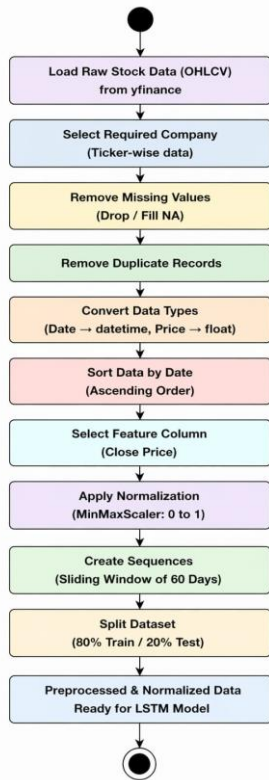 Load Raw Stock Data (OHLCV)
from yfinance
Select Required Company
(Ticker-wise data)
Remove Missing Values
(Drop / Fill NA)
Remove Duplicate Records
Convert Data Types
(Date → datetime, Price → float)
Sort Data by Date
(Ascending Order)
Select Feature Column
(Close Price)
Apply Normalization
(MinMaxScaler: 0 to 1)
Create Sequences
(Sliding Window of 60 Days)
Split Dataset
(80% Train / 20% Test)
Preprocessed & Normalized Data
Ready for LSTM Model